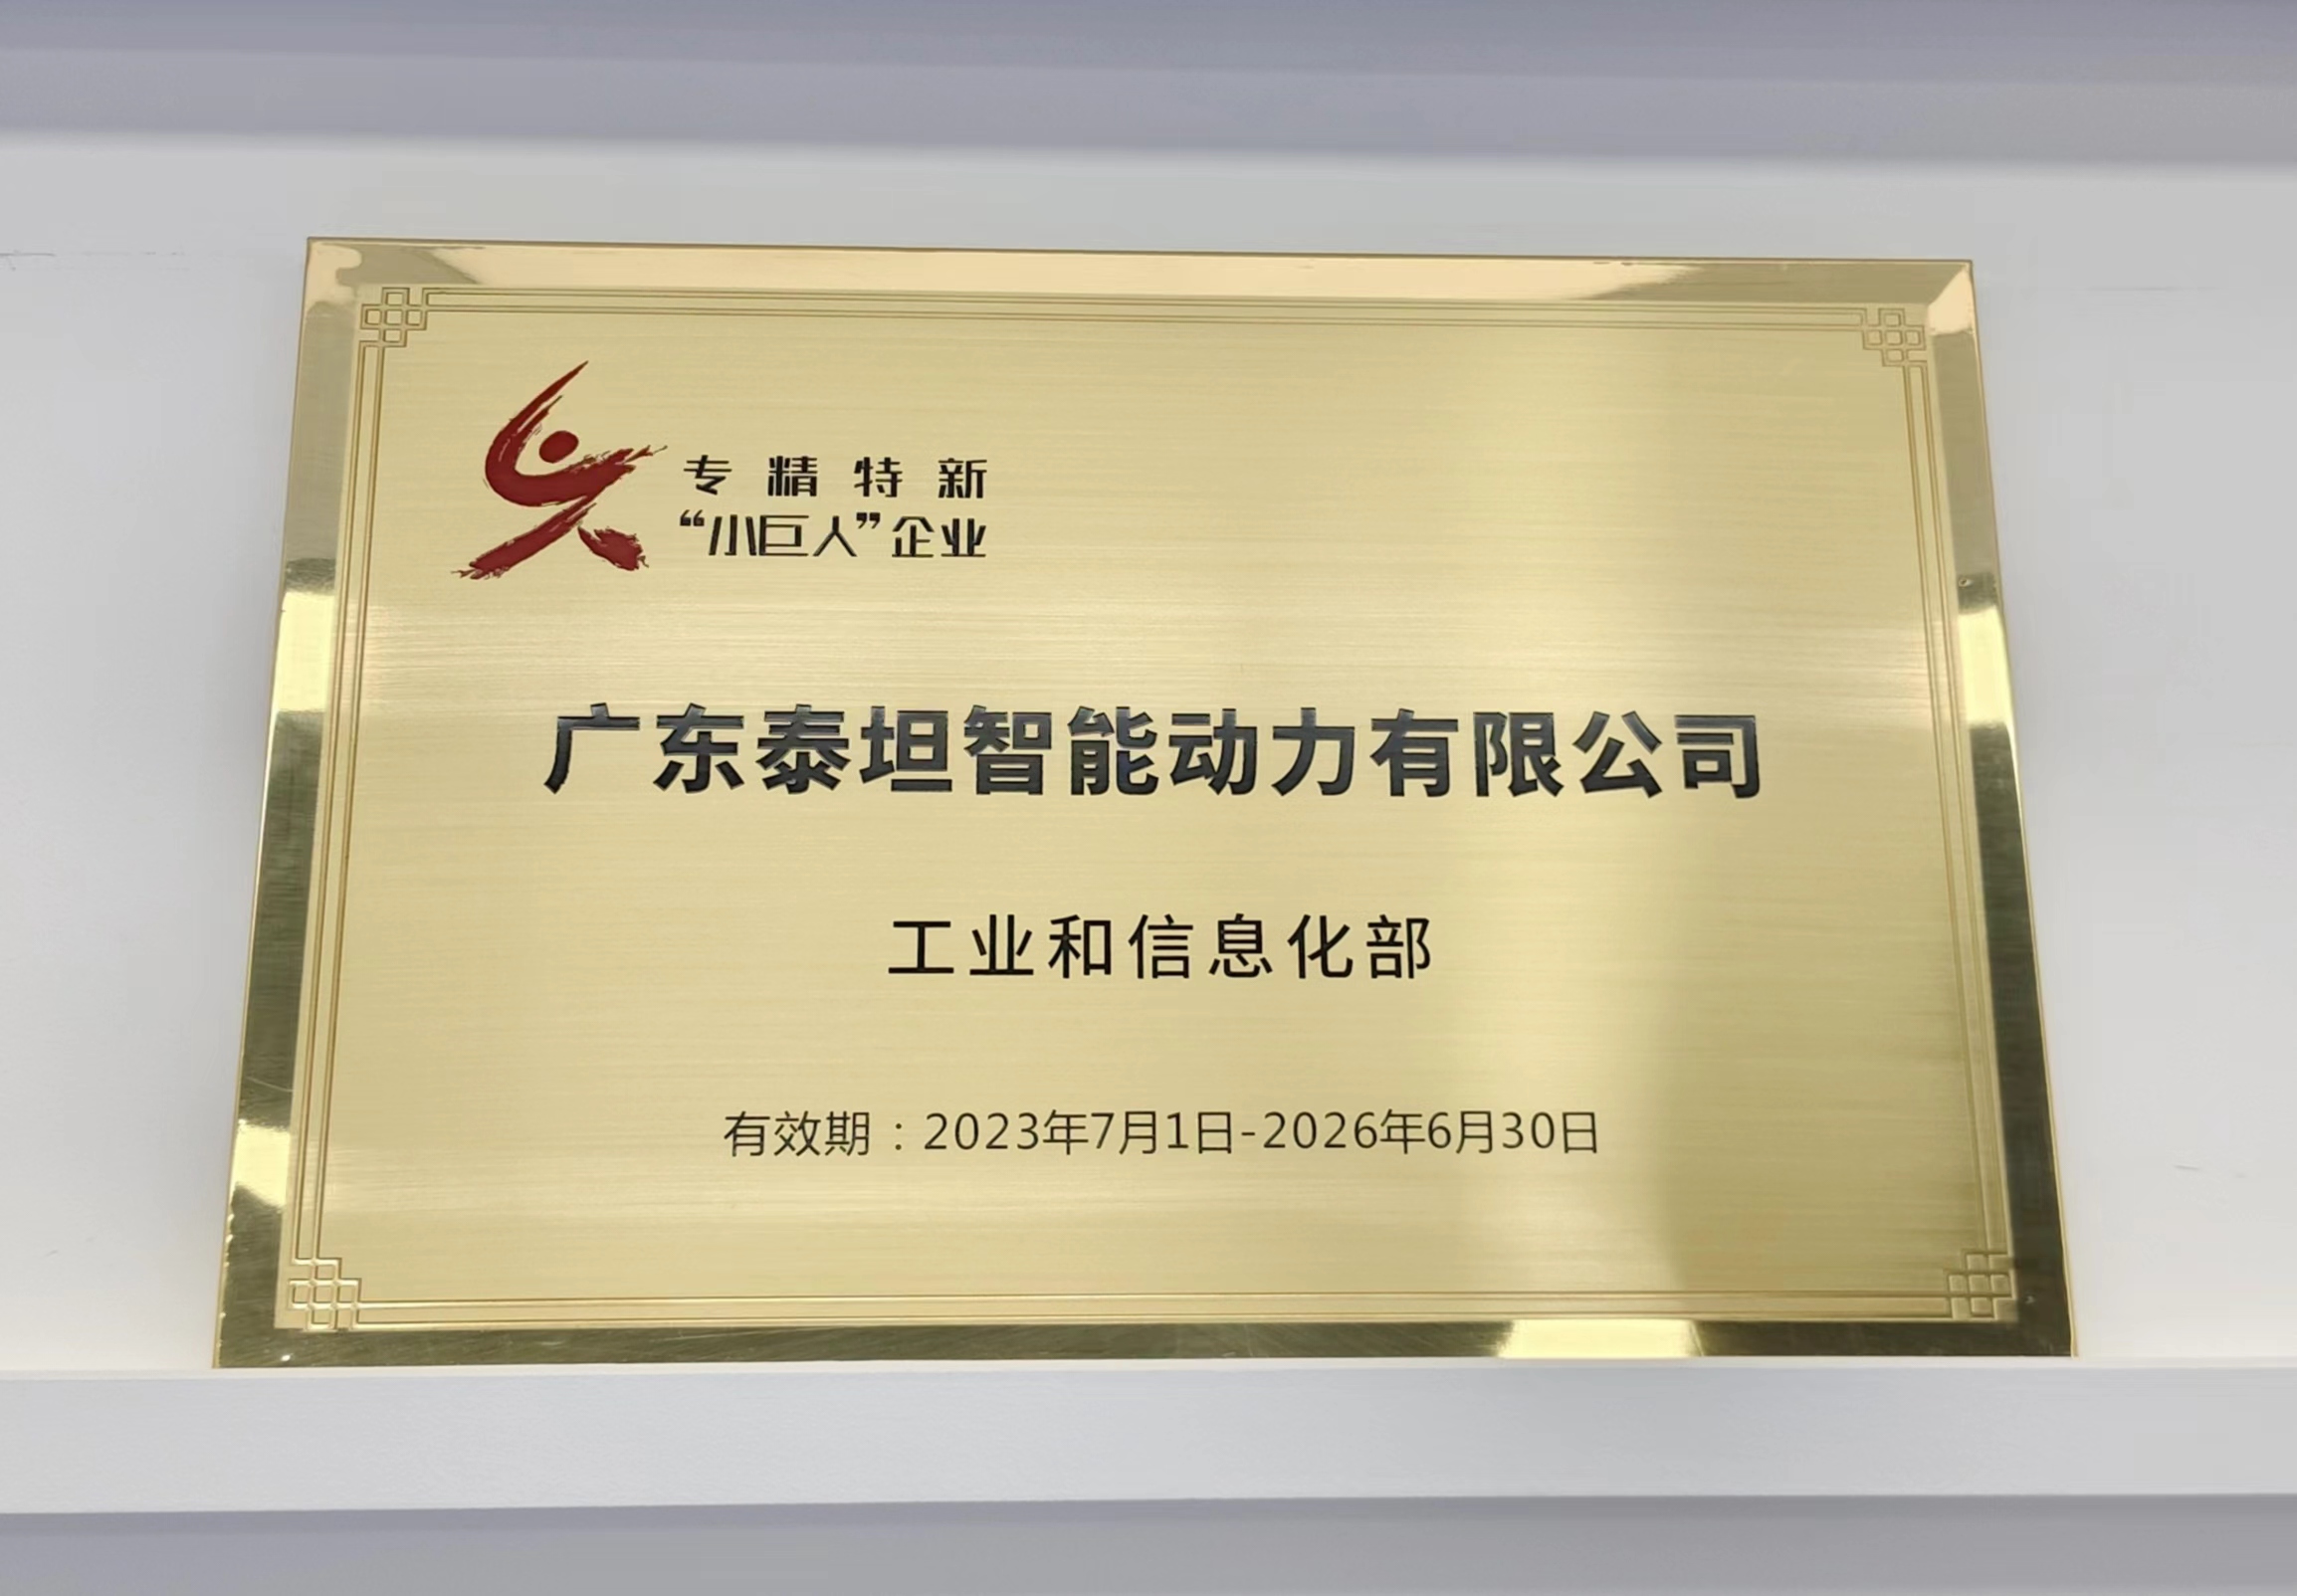 专精特新
“小巨人”企业
广东泰坦智能动力有限公司
工业和信息化部
有效期：2023年7月1日-2026年6月30日